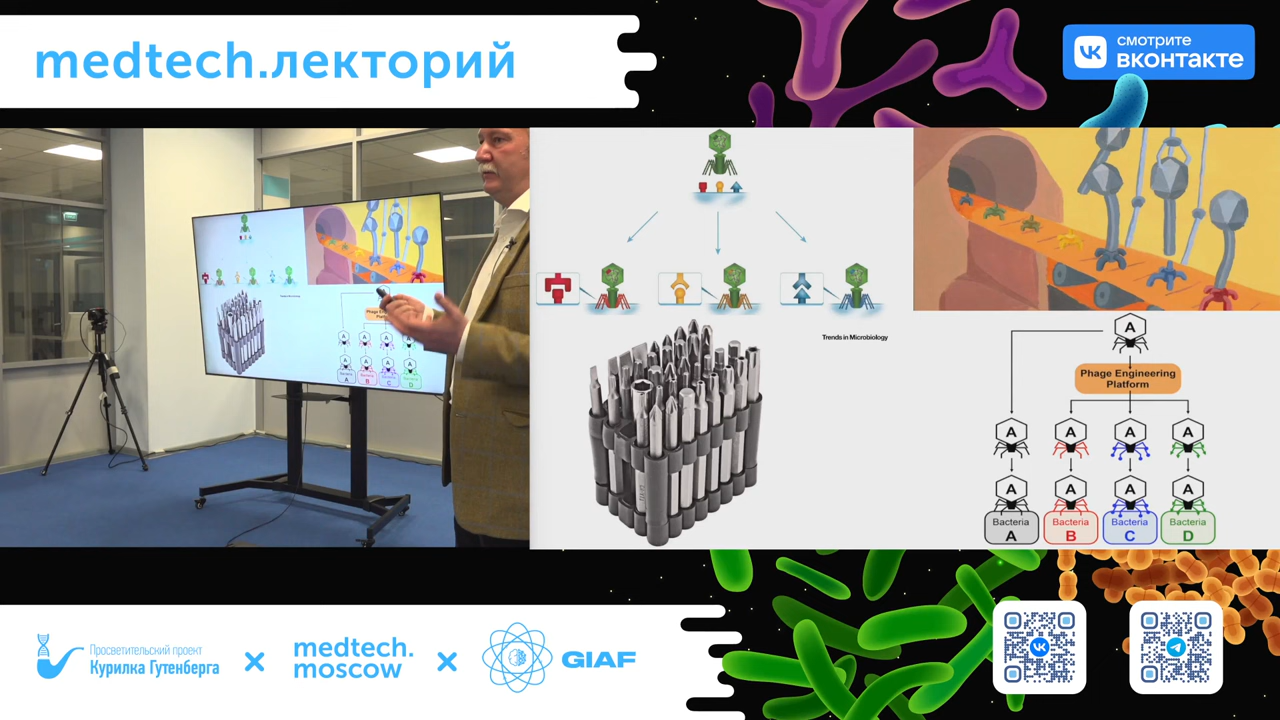 medtech.лекторий
смотрите
вконтакте
Trends in Microbiology
A
Phage Engineering
Platform
A A A A
A A A A
Bacteria Bacteria Bacteria Bacteria
A B C D
Просветительский проект
Курилка Гутенберга
×
medtech.
moscow
×
GIAF